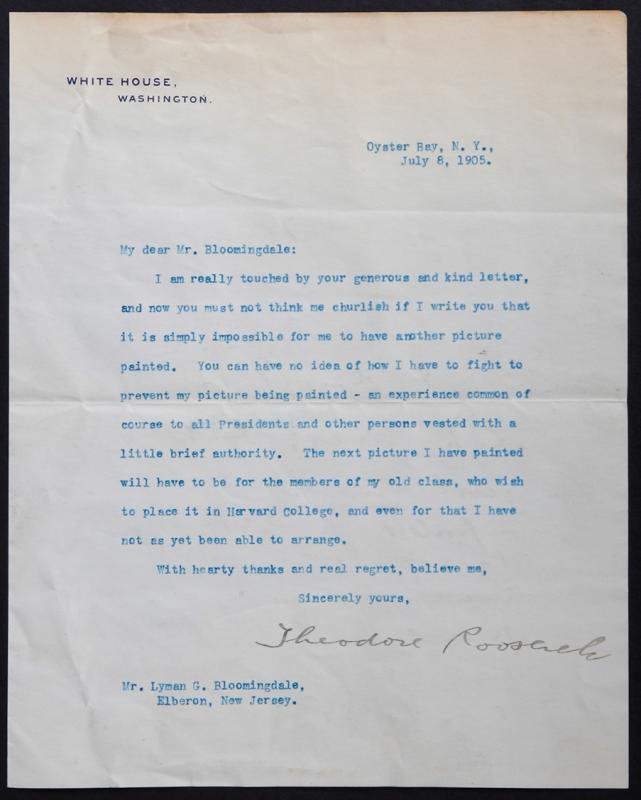 WHITE HOUSE,
WASHINGTON.
Oyster Bay, N. Y.,
July 8, 1905.
My dear Mr. Bloomingdale:
I am really touched by your generous and kind letter,
and now you must not think me churlish if I write you that
it is simply impossible for me to have another picture
painted. You can have no idea of how I have to fight to
prevent my picture being painted - an experience common of
course to all Presidents and other persons vested with a
little brief authority. The next picture I have painted
will have to be for the members of my old class, who wish
to place it in Harvard College, and even for that I have
not as yet been able to arrange.
With hearty thanks and real regret, believe me,
Sincerely yours,
Theodore Roosevelt
Mr. Lyman G. Bloomingdale,
Elberon, New Jersey.